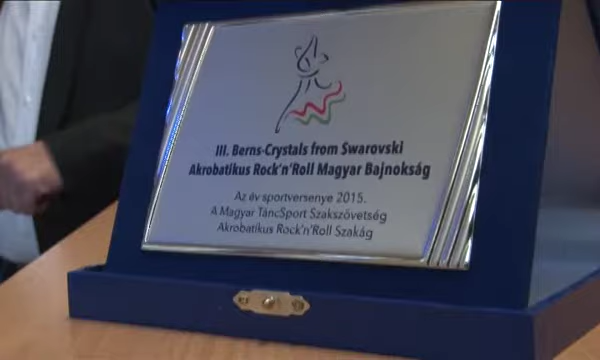 III. Berns-Crystals from Swarovski
Akrobatikus Rock'n'Roll Magyar Bajnokság
Az év sportversenye 2015.
A Magyar TáncSport Szakszövetség
Akrobatikus Rock'n'Roll Szakág